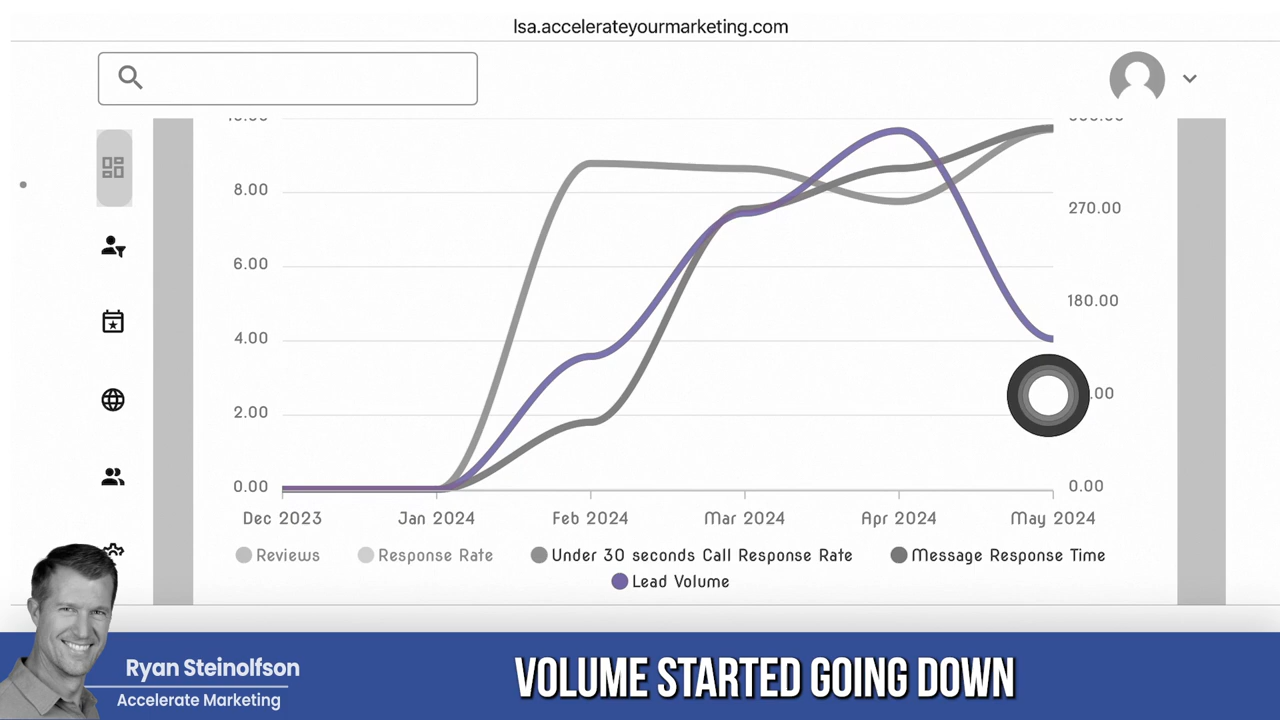 lsa.accelerateyourmarketing.com
8.00
6.00
4.00
2.00
0.00
270.00
180.00
.00
0.00
Dec 2023 Jan 2024 Feb 2024 Mar 2024 Apr 2024 May 2024
Reviews Response Rate Under 30 seconds Call Response Rate Message Response Time
Lead Volume
Ryan Steinolfson
Accelerate Marketing
VOLUME STARTED GOING DOWN